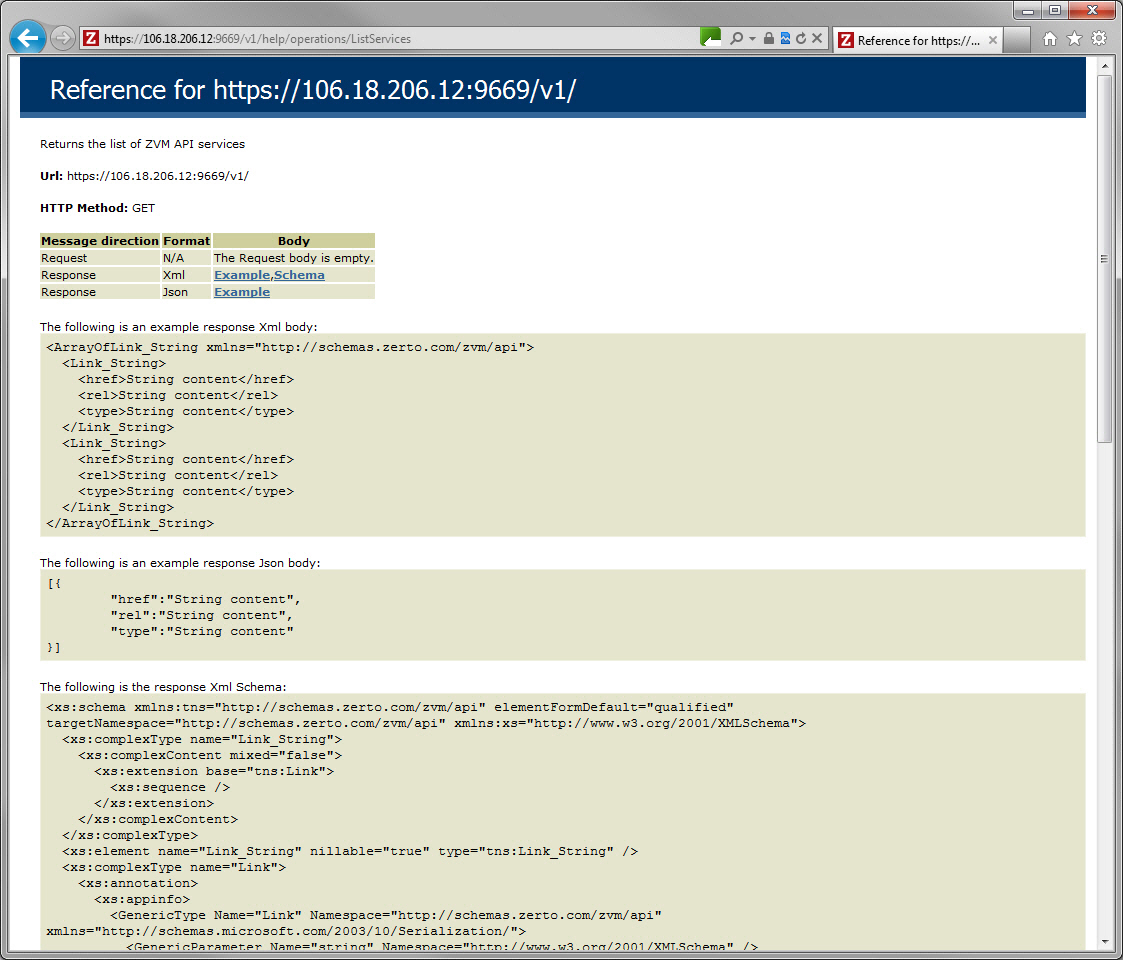 https://106.18.206.12:9669/v1/help/operations/ListServices
Reference for https://...
Reference for https://106.18.206.12:9669/v1/
Returns the list of ZVM API services
Url: https://106.18.206.12:9669/v1/
HTTP Method: GET
Message direction Format Body
Request N/A The Request body is empty.
Response Xml Example,Schema
Response Json Example
The following is an example response Xml body:
<ArrayOfLink_String xmlns="http://schemas.zerto.com/zvm/api">
  <Link_String>
    <href>String content</href>
    <rel>String content</rel>
    <type>String content</type>
  </Link_String>
  <Link_String>
    <href>String content</href>
    <rel>String content</rel>
    <type>String content</type>
  </Link_String>
</ArrayOfLink_String>
The following is an example response Json body:
[{
        "href":"String content",
        "rel":"String content",
        "type":"String content"
}]
The following is the response Xml Schema:
<xs:schema xmlns:tns="http://schemas.zerto.com/zvm/api" elementFormDefault="qualified"
targetNamespace="http://schemas.zerto.com/zvm/api" xmlns:xs="http://www.w3.org/2001/XMLSchema">
  <xs:complexType name="Link_String">
    <xs:complexContent mixed="false">
      <xs:extension base="tns:Link">
        <xs:sequence />
      </xs:extension>
    </xs:complexContent>
  </xs:complexType>
  <xs:element name="Link_String" nillable="true" type="tns:Link_String" />
  <xs:complexType name="Link">
    <xs:annotation>
      <xs:appinfo>
        <GenericType Name="Link" Namespace="http://schemas.zerto.com/zvm/api"
xmlns="http://schemas.microsoft.com/2003/10/Serialization/">
          <GenericParameter Name="string" Namespace="http://www.w3.org/2001/XMLSchema" />